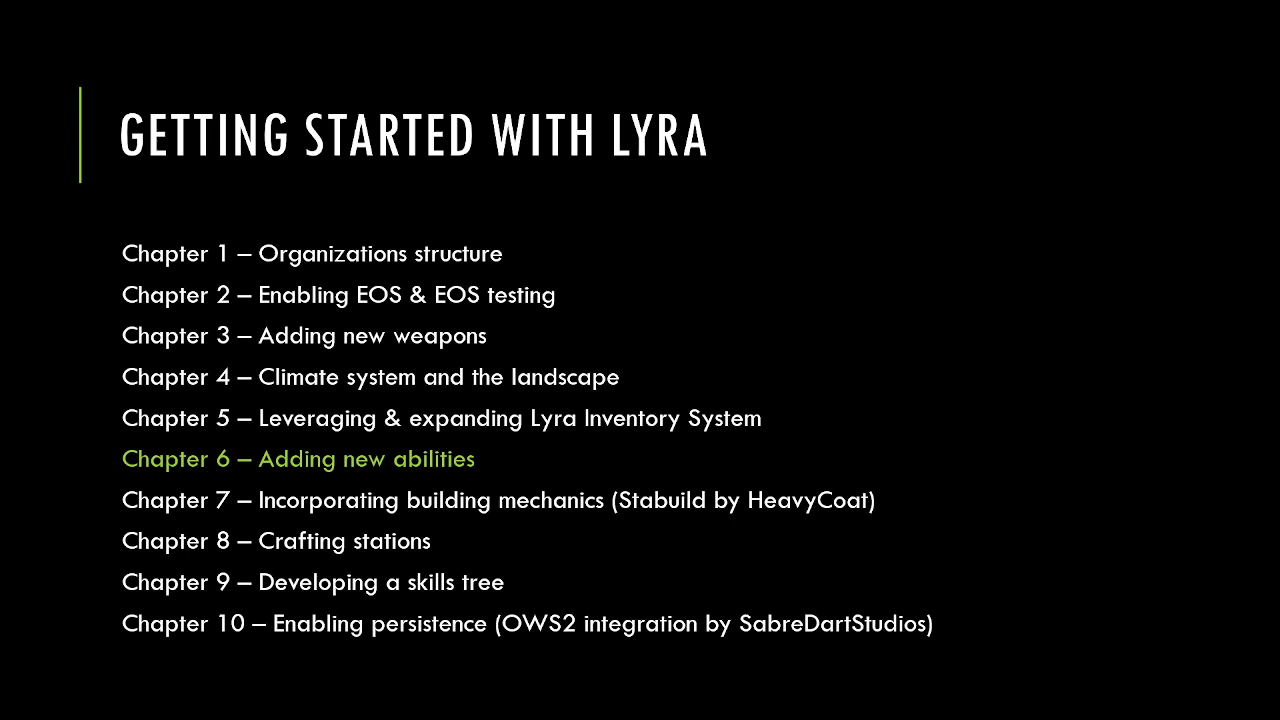 GETTING STARTED WITH LYRA
Chapter 1 – Organizations structure
Chapter 2 – Enabling EOS & EOS testing
Chapter 3 – Adding new weapons
Chapter 4 – Climate system and the landscape
Chapter 5 – Leveraging & expanding Lyra Inventory System
Chapter 6 – Adding new abilities
Chapter 7 – Incorporating building mechanics (Stabuild by HeavyCoat)
Chapter 8 – Crafting stations
Chapter 9 – Developing a skills tree
Chapter 10 – Enabling persistence (OWS2 integration by SabreDartStudios)